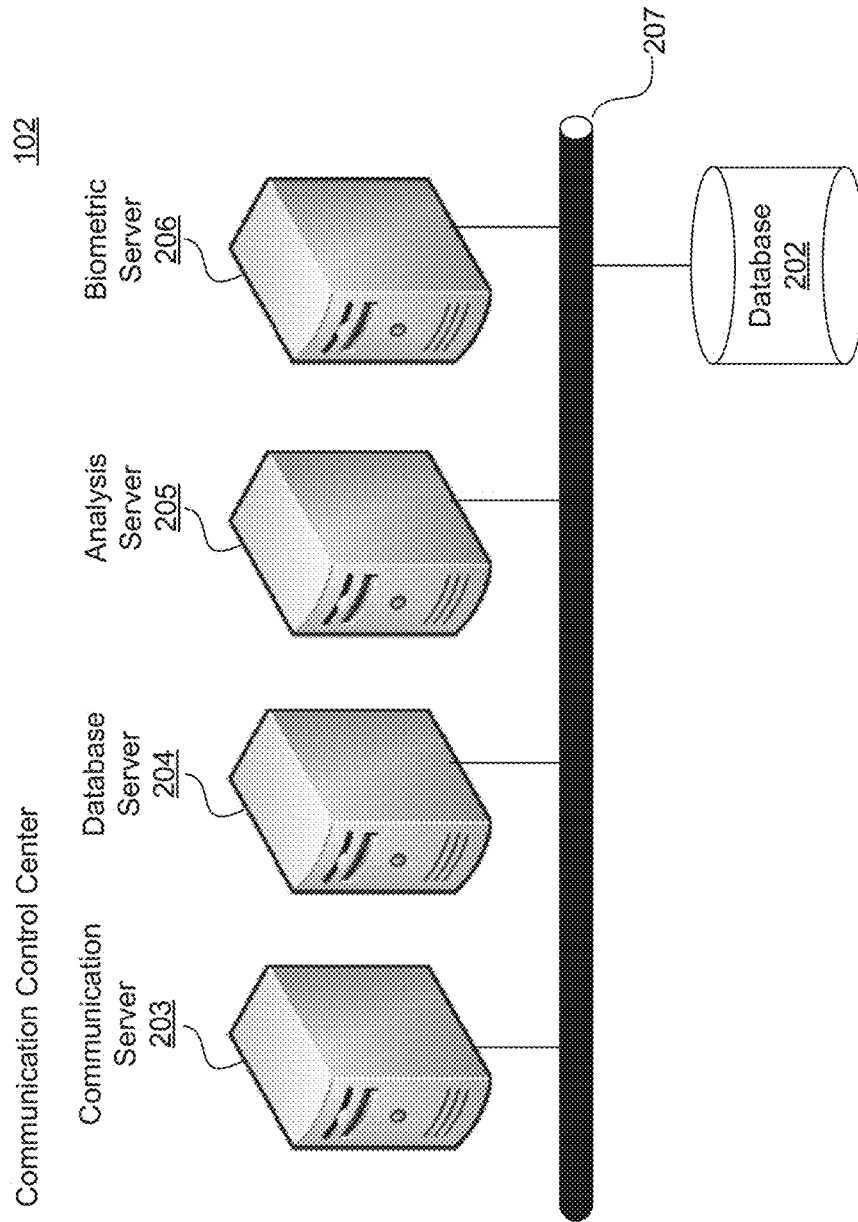 Communication Control Center
102
Communication
Server
203
Database
Server
204
Analysis
Server
205
Biometric
Server
206
207
Database
202